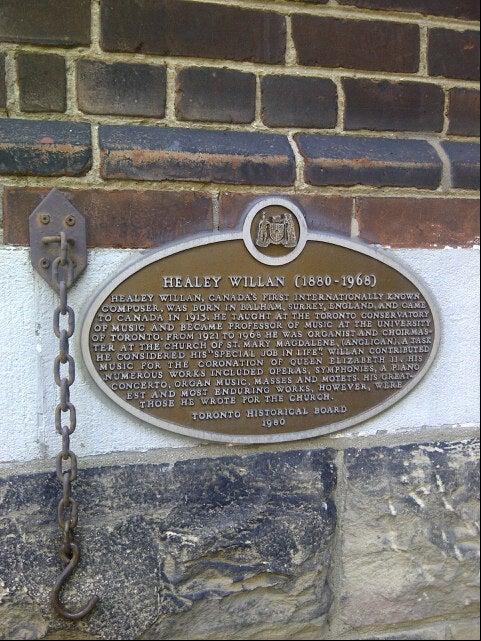 HEALEY WILLAN (1880-1968)
HEALEY WILLAN, CANADA'S FIRST INTERNATIONALLY KNOWN
COMPOSER, WAS BORN IN BALHAM, SURREY, ENGLAND, AND CAME
TO CANADA IN 1913. HE TAUGHT AT THE TORONTO CONSERVATORY
OF MUSIC AND BECAME PROFESSOR OF MUSIC AT THE UNIVERSITY
OF TORONTO. FROM 1921 TO 1968 HE WAS ORGANIST AND CHOIRMAS-
TER AT THE CHURCH OF ST. MARY MAGDALENE, (ANGLICAN), A TASK
HE CONSIDERED HIS "SPECIAL JOB IN LIFE". WILLAN CONTRIBUTED
MUSIC FOR THE CORONATION OF QUEEN ELIZABETH II. HIS
NUMEROUS WORKS INCLUDED OPERAS, SYMPHONIES, A PIANO
CONCERTO, ORGAN MUSIC, MASSES AND MOTETS. HIS GREAT-
EST AND MOST ENDURING WORKS, HOWEVER, WERE
THOSE HE WROTE FOR THE CHURCH.
TORONTO HISTORICAL BOARD
1980